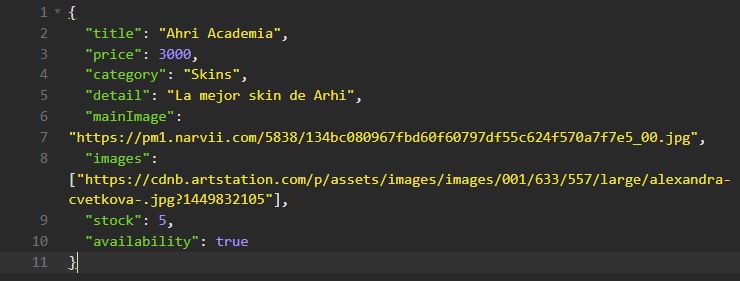 1 {
2 "title": "Ahri Academia",
3 "price": 3000,
4 "category": "Skins",
5 "detail": "La mejor skin de Arhi",
6 "mainImage":
7 "https://pm1.narvii.com/5838/134bc080967fbd60f60797df55c624f570a7f7e5_00.jpg",
8 "images":
["https://cdnb.artstation.com/p/assets/images/images/001/633/557/large/alexandra-
cvetkova-.jpg?1449832105"],
9 "stock": 5,
10 "availability": true
11 }